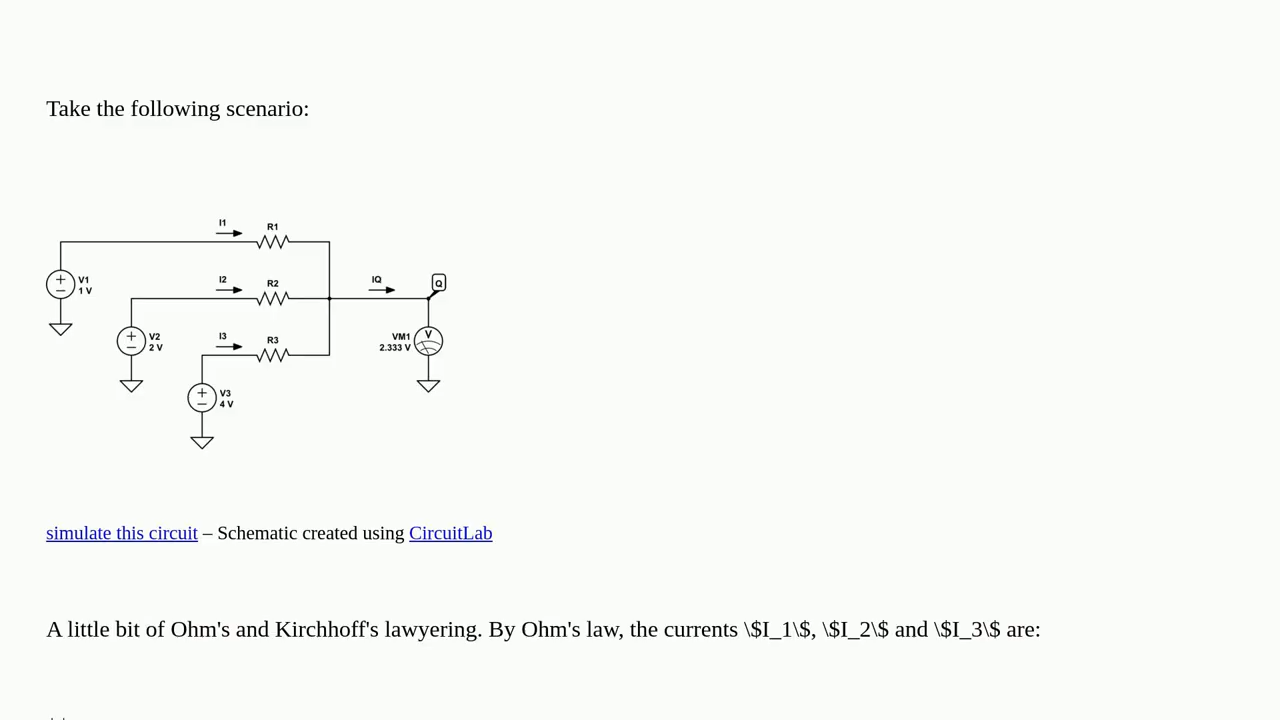 Take the following scenario:
I1
R1
V1
1 V
I2
R2
IQ
Q
V2
2 V
I3
R3
VM1
2.333 V
V
V3
4 V
simulate this circuit – Schematic created using CircuitLab
A little bit of Ohm's and Kirchhoff's lawyering. By Ohm's law, the currents \$I_1\$, \$I_2\$ and \$I_3\$ are: